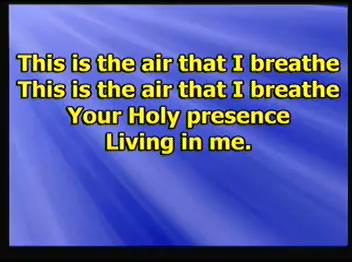 This is the air that I breathe
This is the air that I breathe
Your Holy presence
Living in me.